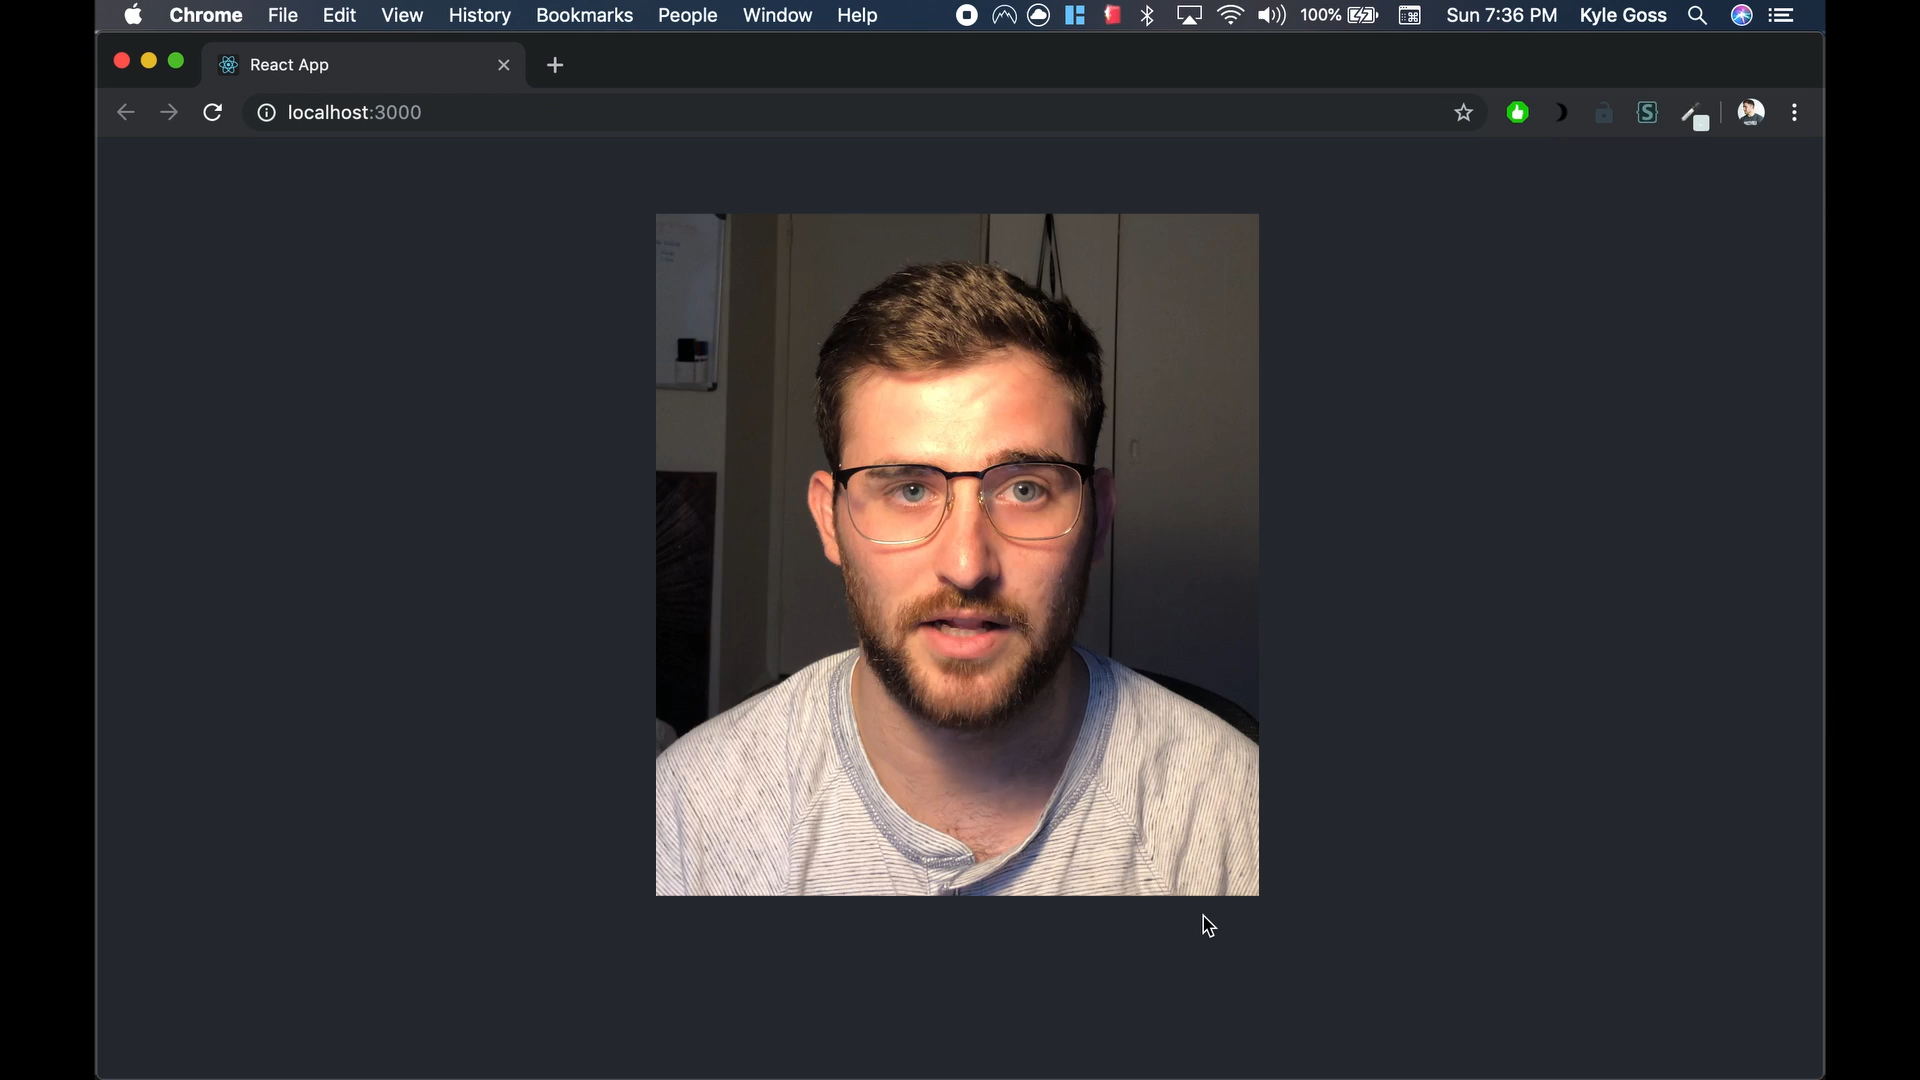 Chrome File Edit View History Bookmarks People Window Help 100% Sun 7:36 PM Kyle Goss
React App
localhost:3000